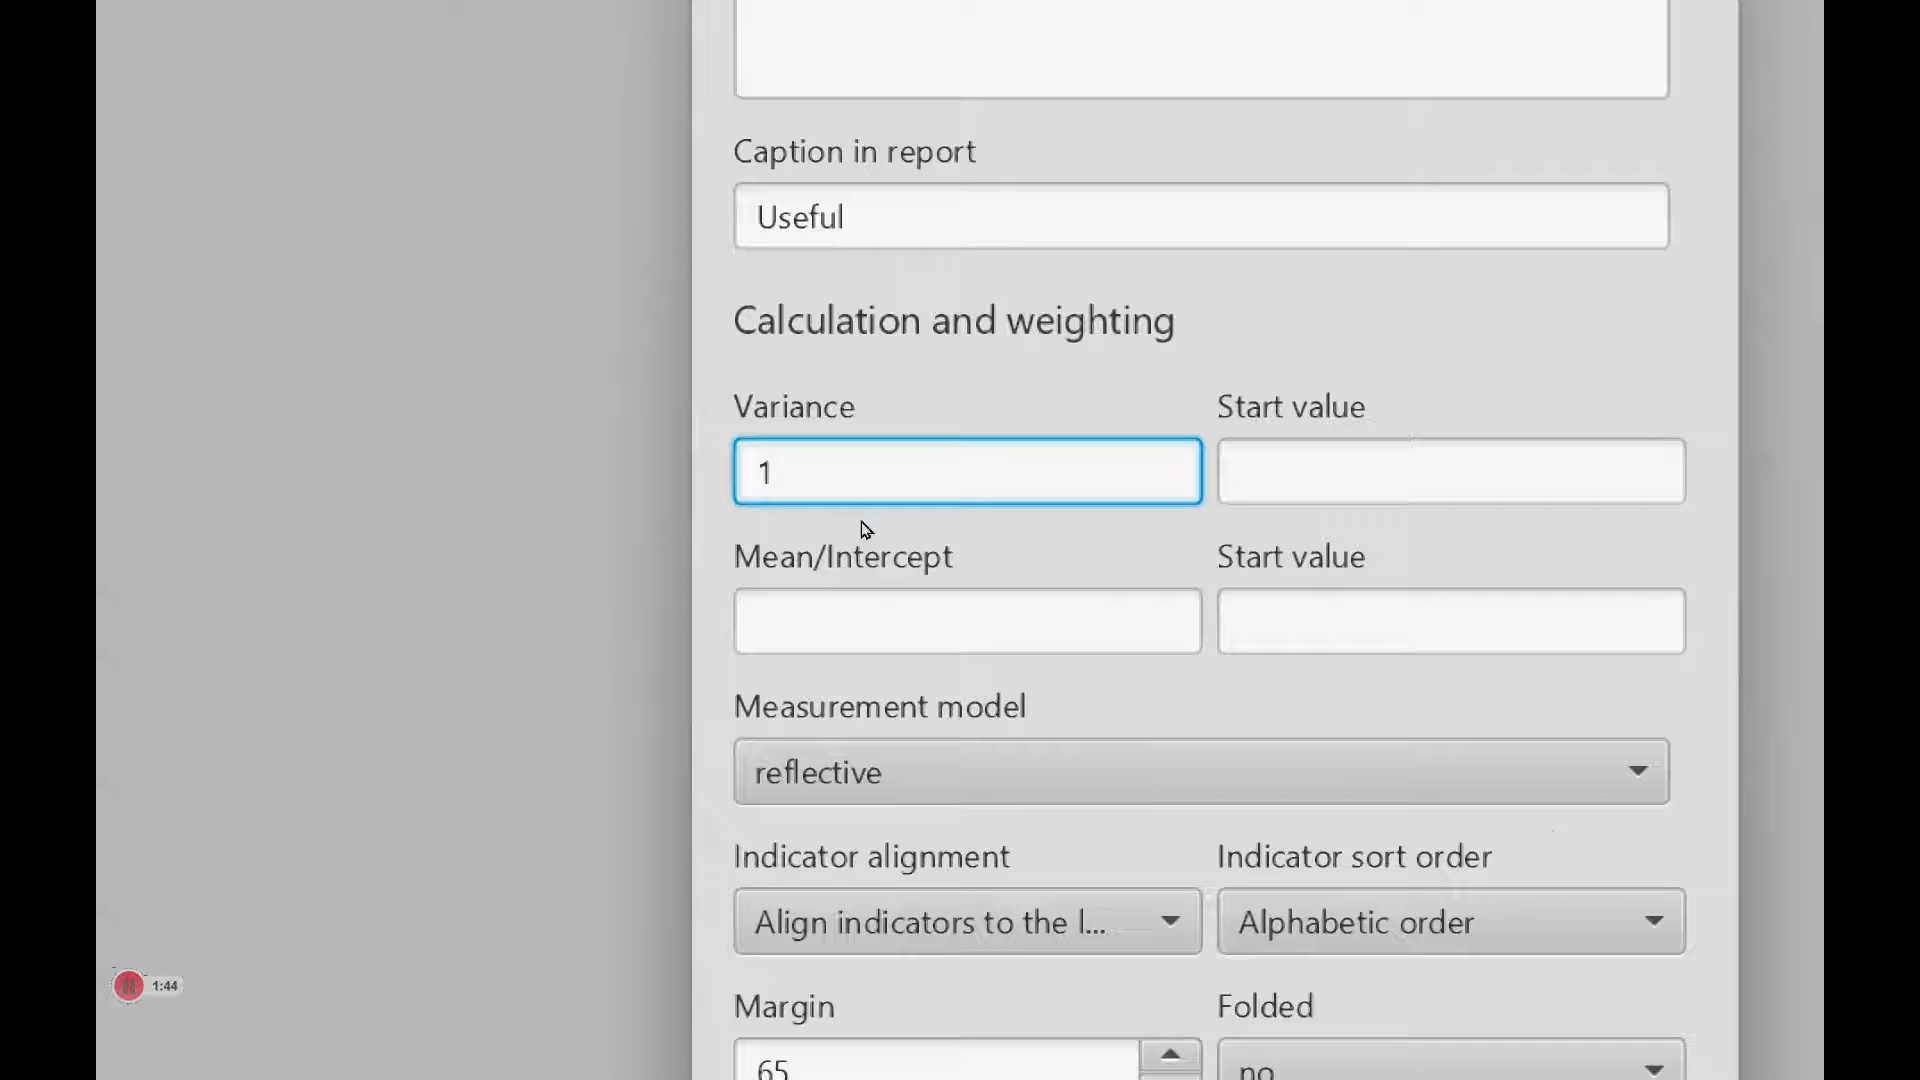 Caption in report
Useful
Calculation and weighting
Variance Start value
1
Mean/Intercept Start value
Measurement model
reflective
Indicator alignment Indicator sort order
Align indicators to the l... Alphabetic order
1:44
Margin Folded
65 no